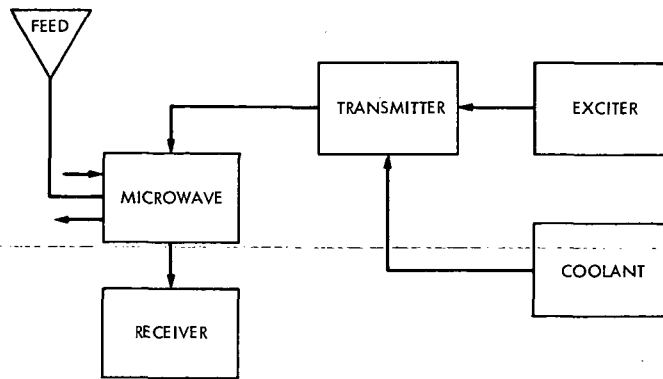 FEED
TRANSMITTER
EXCITER
MICROWAVE
COOLANT
RECEIVER